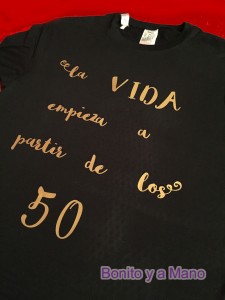 la VIDA
empieza a
partir de los
50
Bonito y a Mano